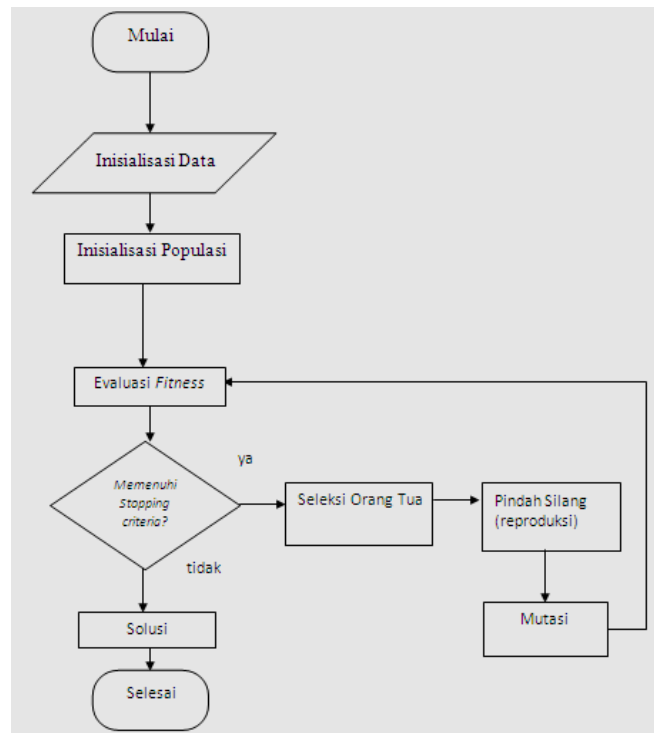 Mulai
Inisialisasi Data
Inisialisasi Populasi
Evaluasi Fitness
Memenuhi
Stopping
criteria?
ya
Seleksi Orang Tua
Pindah Silang
(reproduksi)
Mutasi
tidak
Solusi
Selesai